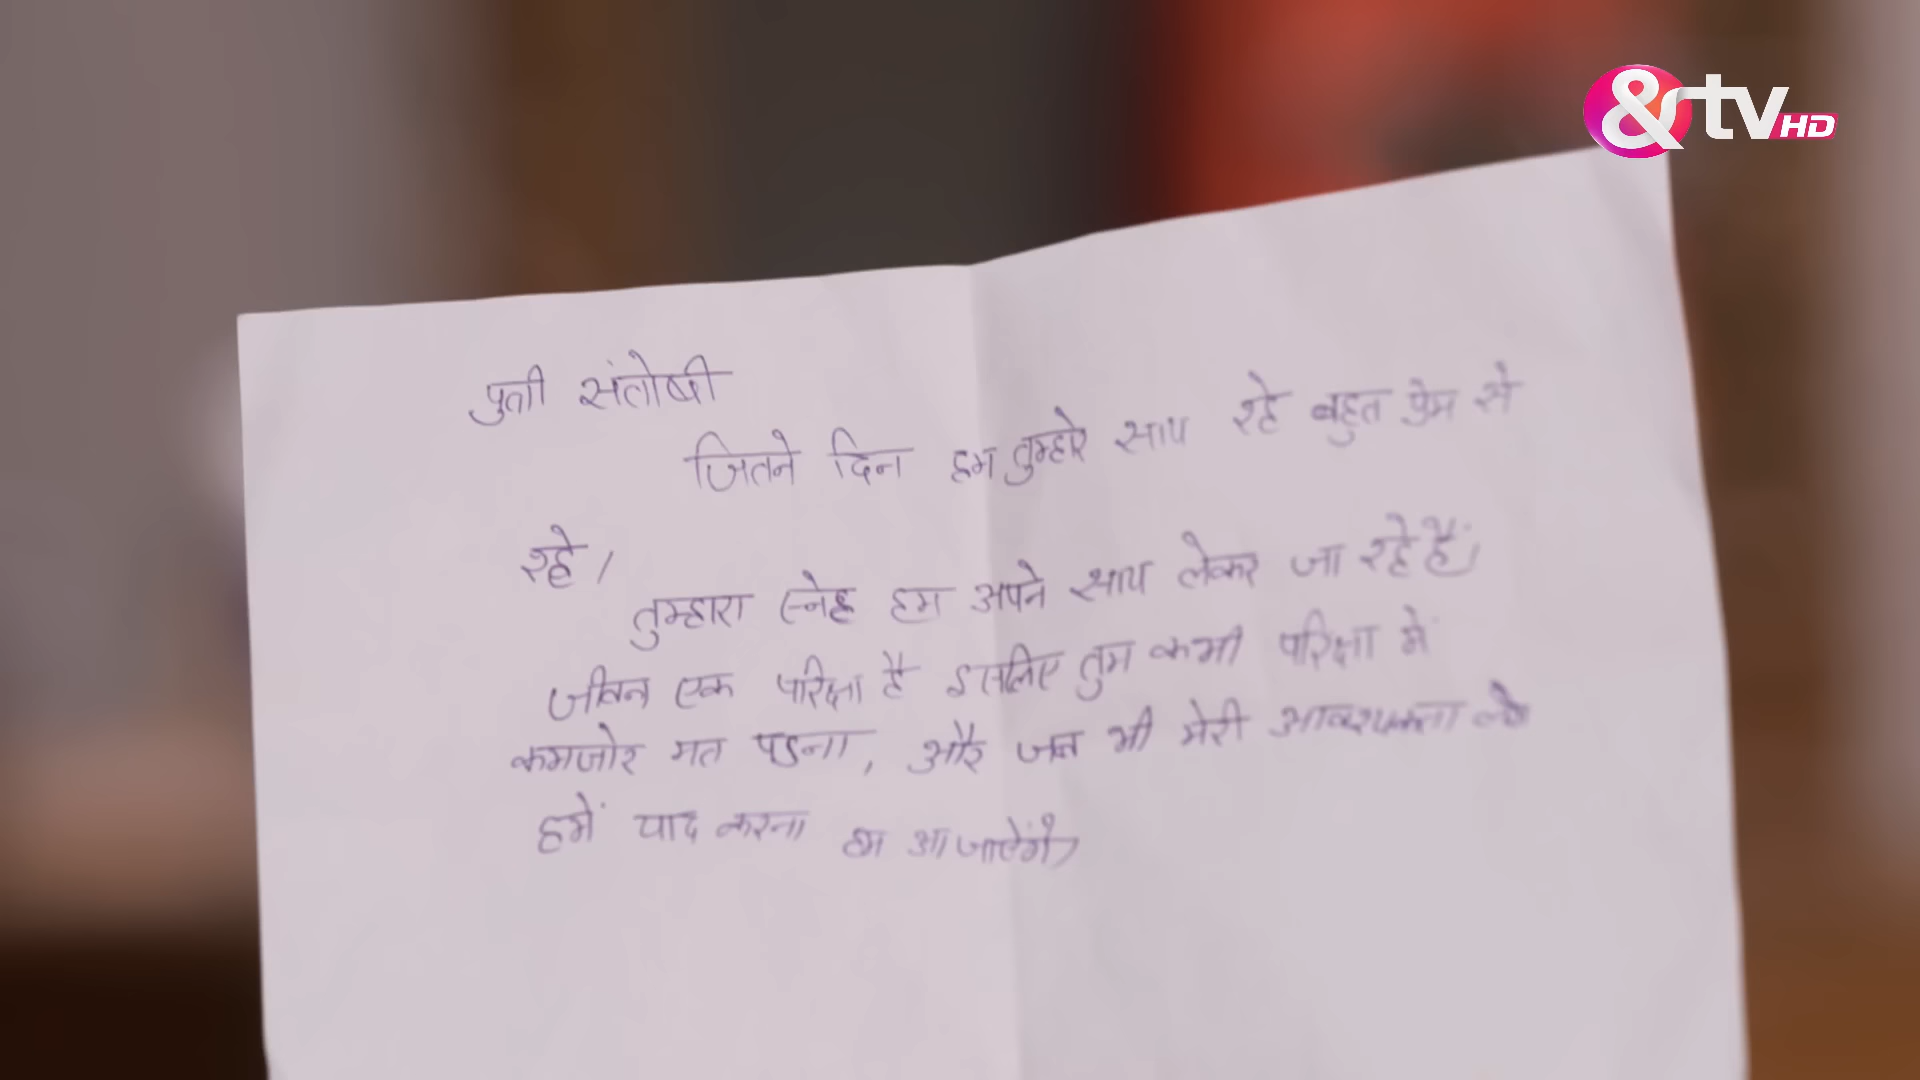 &tv HD
पुत्री संतोषी
जितने दिन हम तुम्हारे साथ रहे बहुत प्रेम से
रहे।
तुम्हारा स्नेह हम अपने साथ लेकर जा रहे हैं।
जीवन एक परिक्षा है इसलिए तुम कभी परिक्षा में
कमजोर मत पडना, और जब भी मेरी आवश्यकता
हमें याद करना हम आ जाऐंगे।